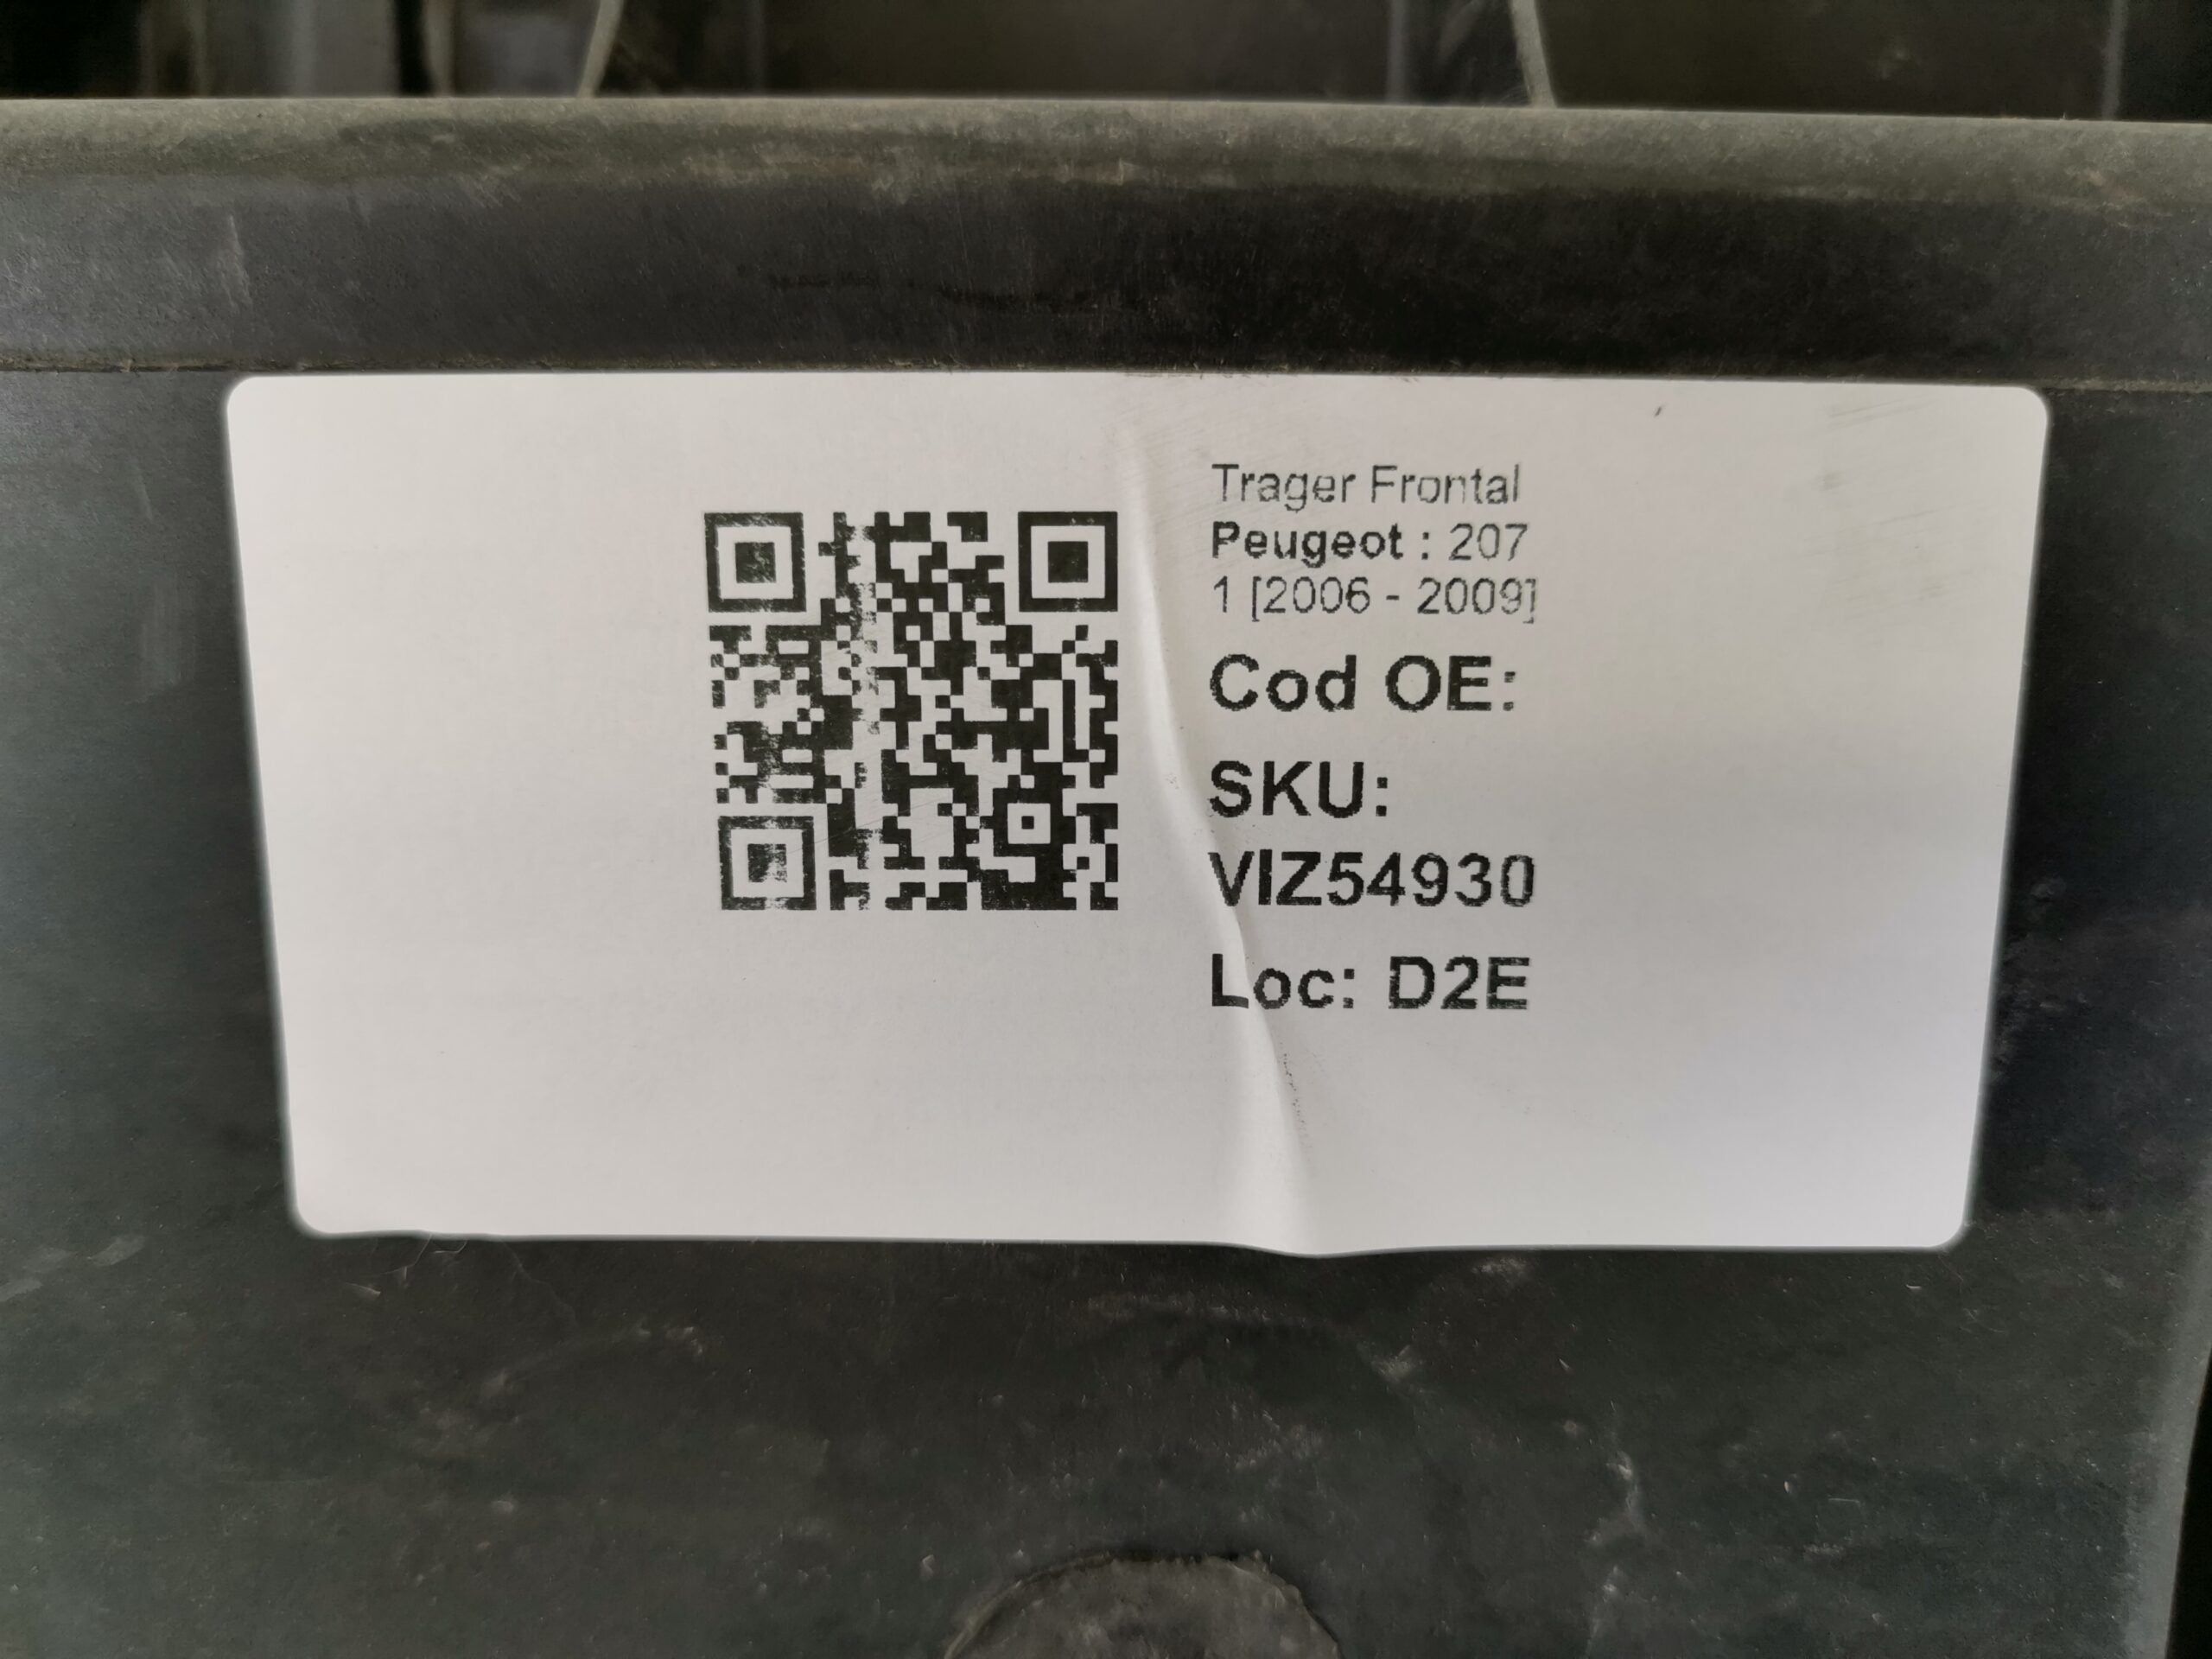 Trager Frontal
Peugeot : 207
1 [2006 - 2009]
Cod OE:
SKU:
VIZ54930
Loc: D2E